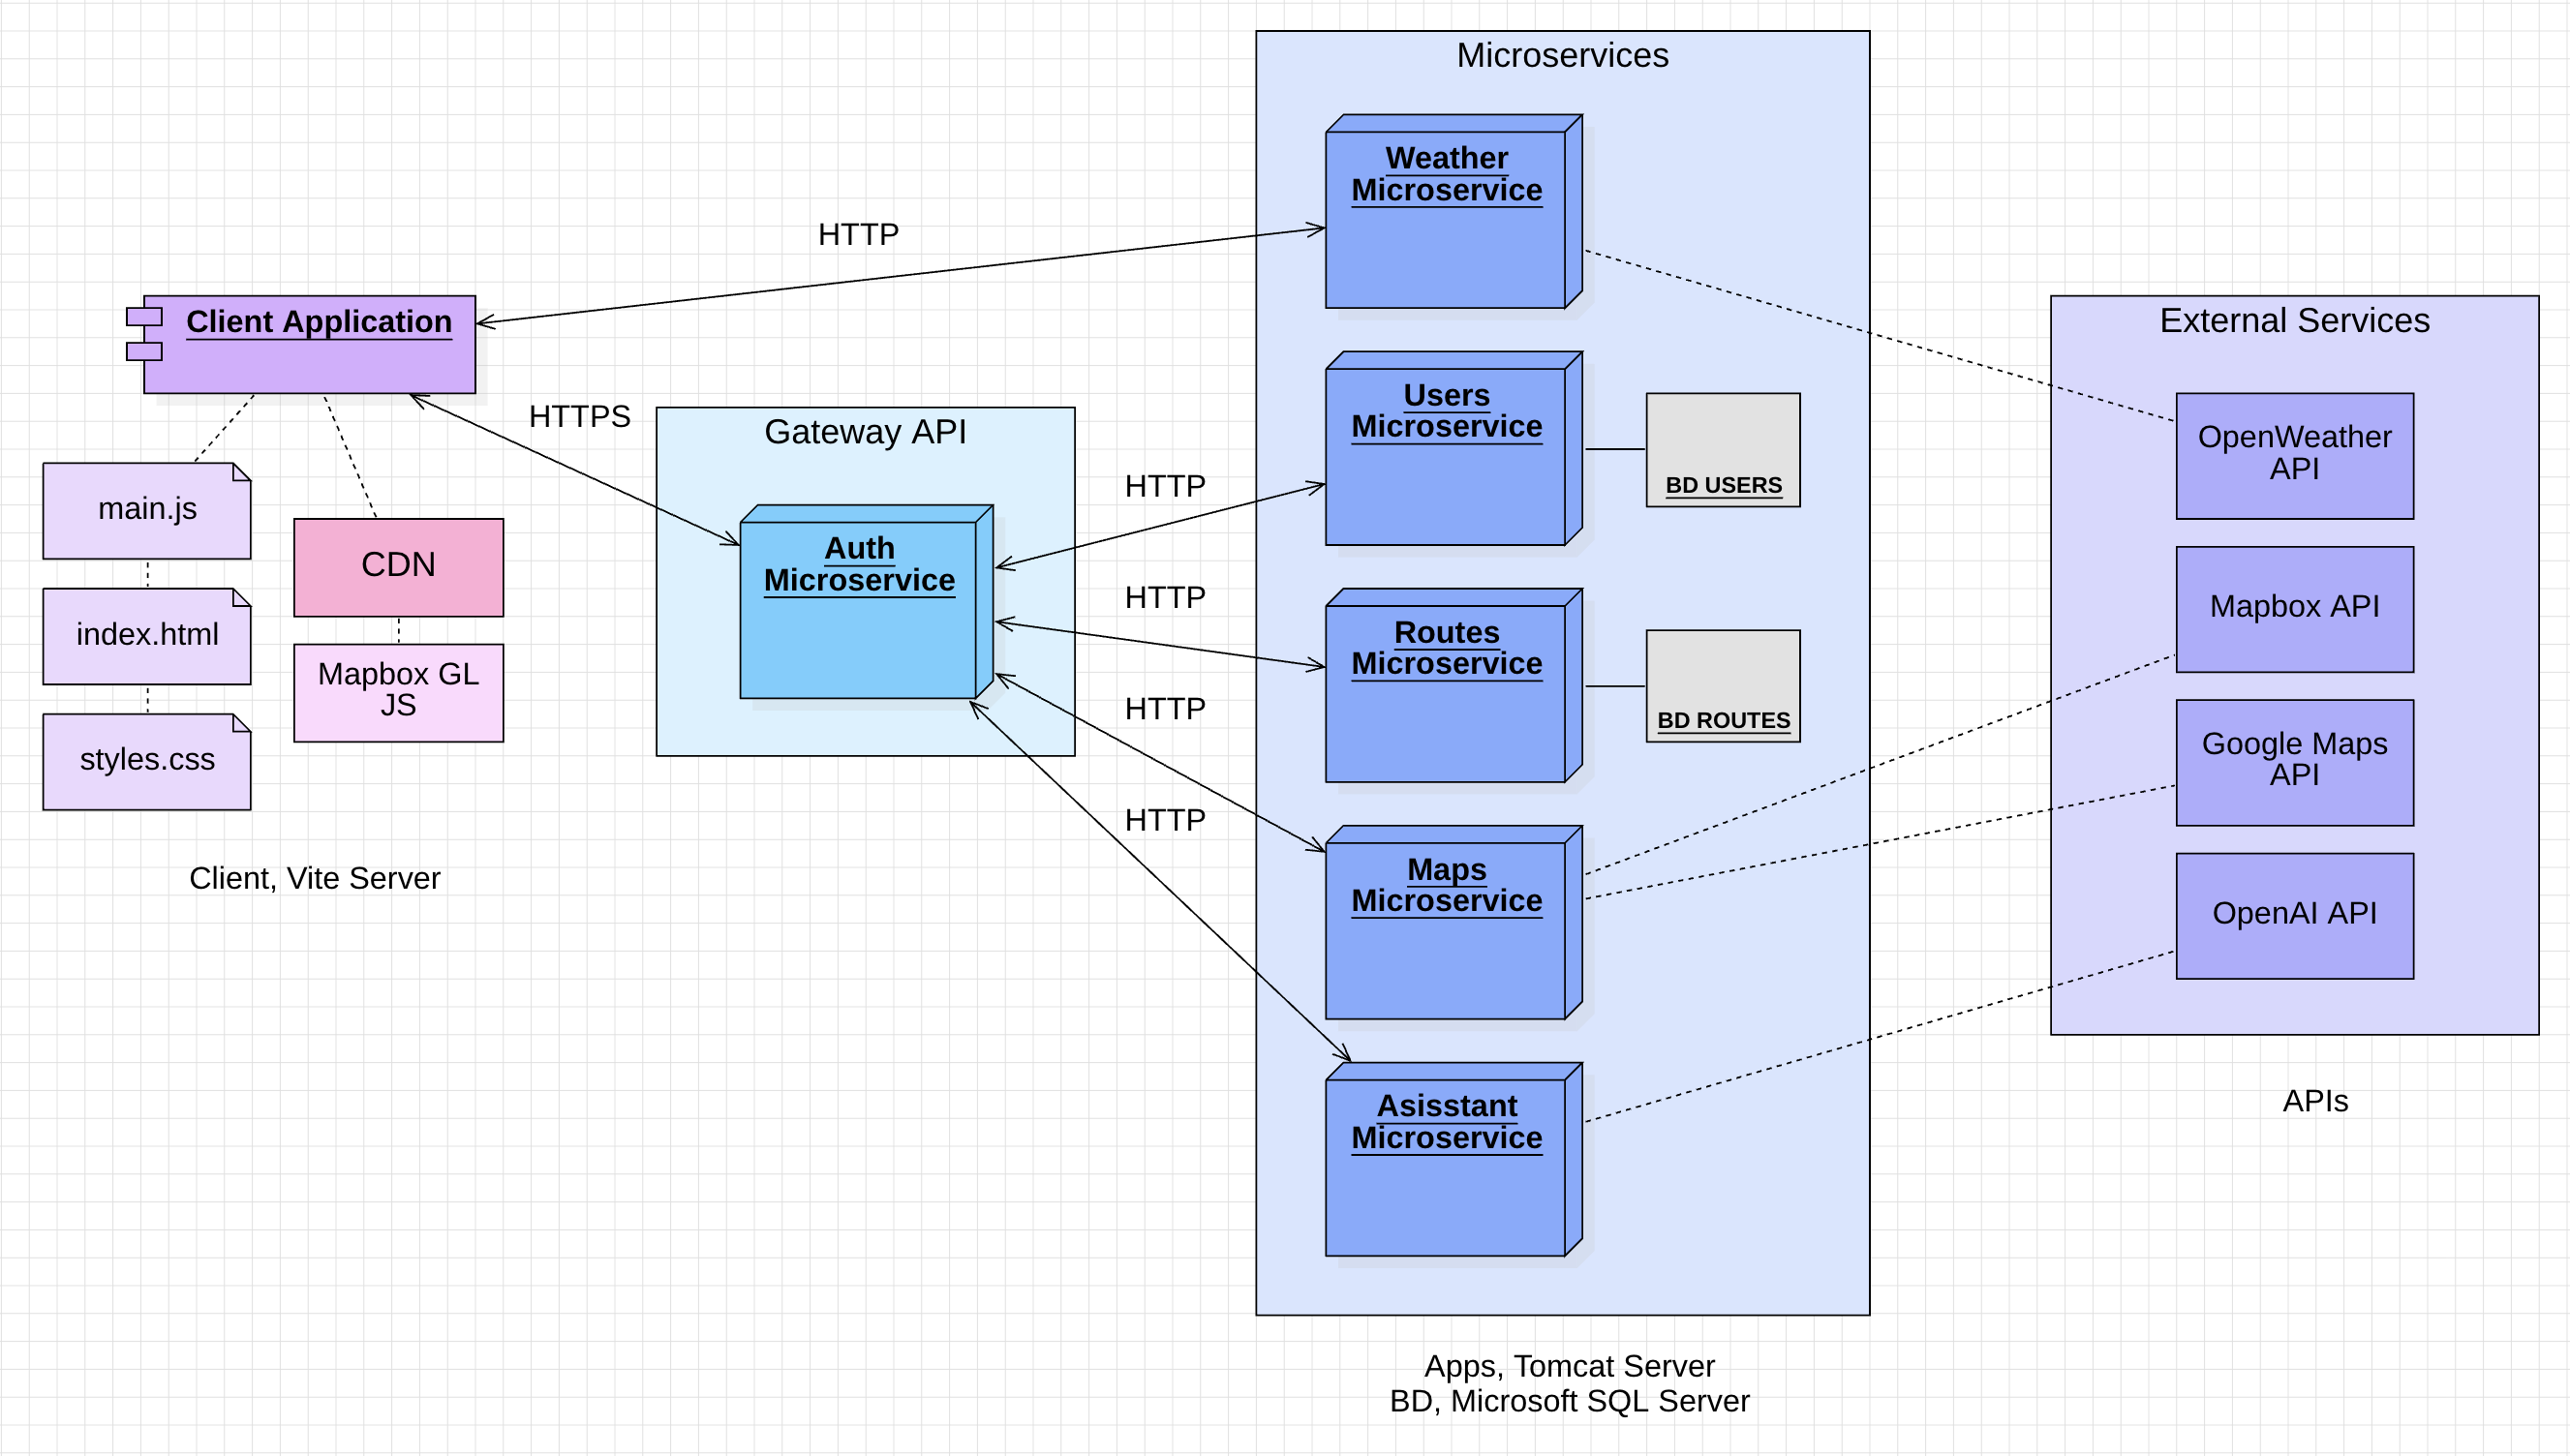 Microservices
Weather
Microservice
HTTP
Client Application
External Services
HTTPS
Gateway API
Users
Microservice
BD USERS
OpenWeather
API
HTTP
main.js
CDN
Auth
Microservice
HTTP
Mapbox API
index.html
Routes
Microservice
BD ROUTES
Mapbox GL
JS
HTTP
styles.css
Google Maps
API
HTTP
Client, Vite Server
Maps
Microservice
OpenAI API
Asisstant
Microservice
APIs
Apps, Tomcat Server
BD, Microsoft SQL Server